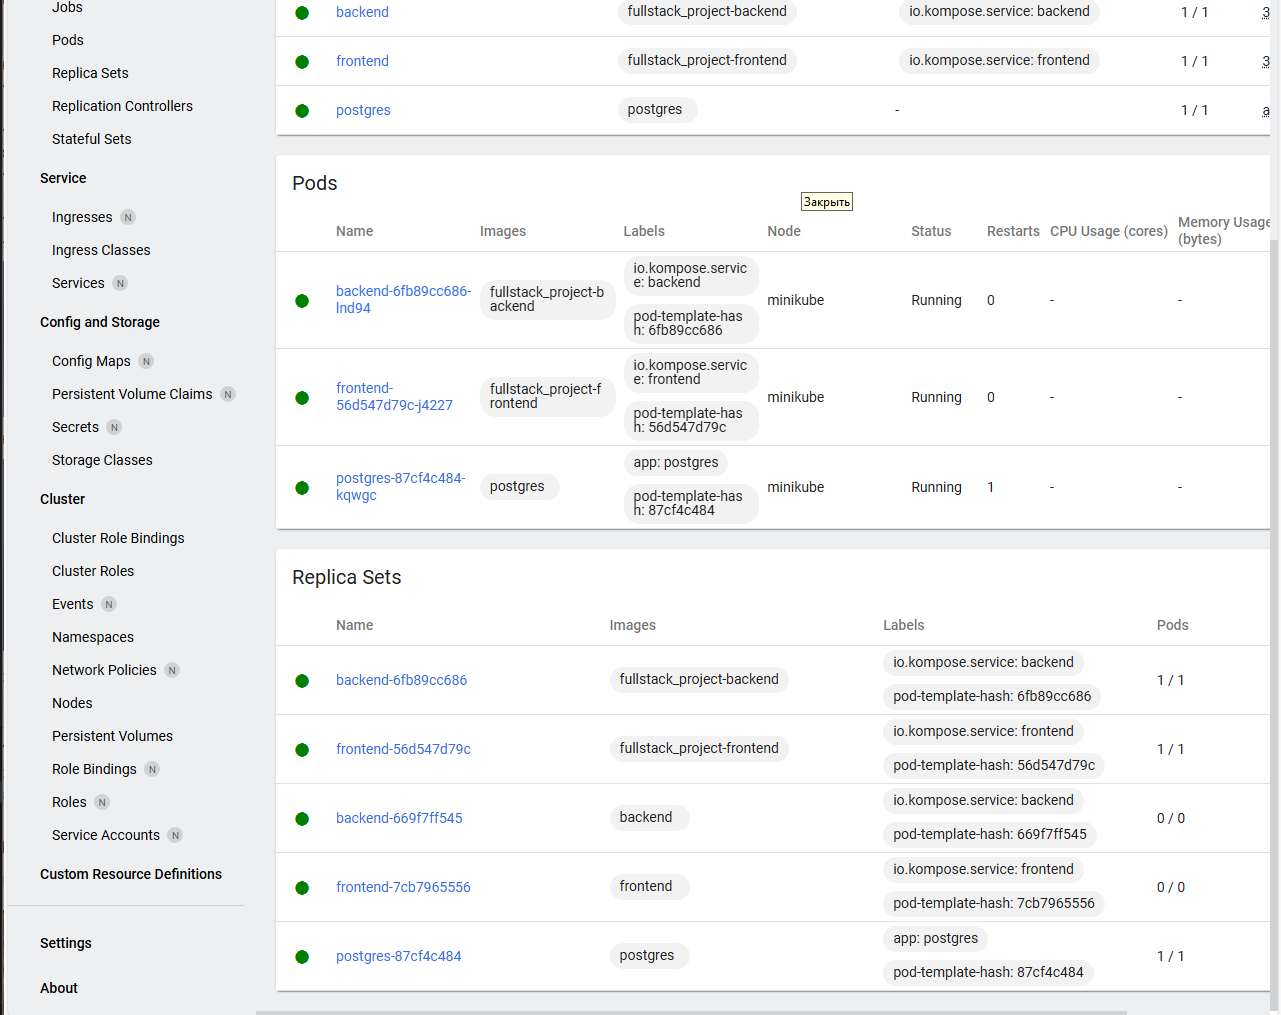 Jobs
Pods
Replica Sets
Replication Controllers
Stateful Sets
Service
Ingresses N
Ingress Classes
Services N
Config and Storage
Config Maps N
Persistent Volume Claims N
Secrets N
Storage Classes
Cluster
Cluster Role Bindings
Cluster Roles
Events N
Namespaces
Network Policies N
Nodes
Persistent Volumes
Role Bindings N
Roles N
Service Accounts N
Custom Resource Definitions
Settings
About
backend fullstack_project-backend io.kompose.service: backend 1 / 1 3
frontend fullstack_project-frontend io.kompose.service: frontend 1 / 1 3
postgres postgres - 1 / 1 a
Pods
Закрыть
Name Images Labels Node Status Restarts CPU Usage (cores) Memory Usage
(bytes)
backend-6fb89cc686-
lnd94
fullstack_project-b
ackend
io.kompose.servic
e: backend
pod-template-has
h: 6fb89cc686
minikube Running 0 - -
frontend-
56d547d79c-j4227
fullstack_project-f
rontend
io.kompose.servic
e: frontend
pod-template-has
h: 56d547d79c
minikube Running 0 - -
postgres-87cf4c484-
kqwgc
postgres
app: postgres
pod-template-has
h: 87cf4c484
minikube Running 1 - -
Replica Sets
Name Images Labels Pods
backend-6fb89cc686 fullstack_project-backend io.kompose.service: backend
pod-template-hash: 6fb89cc686
1 / 1
frontend-56d547d79c fullstack_project-frontend io.kompose.service: frontend
pod-template-hash: 56d547d79c
1 / 1
backend-669f7ff545 backend io.kompose.service: backend
pod-template-hash: 669f7ff545
0 / 0
frontend-7cb7965556 frontend io.kompose.service: frontend
pod-template-hash: 7cb7965556
0 / 0
postgres-87cf4c484 postgres app: postgres
pod-template-hash: 87cf4c484
1 / 1